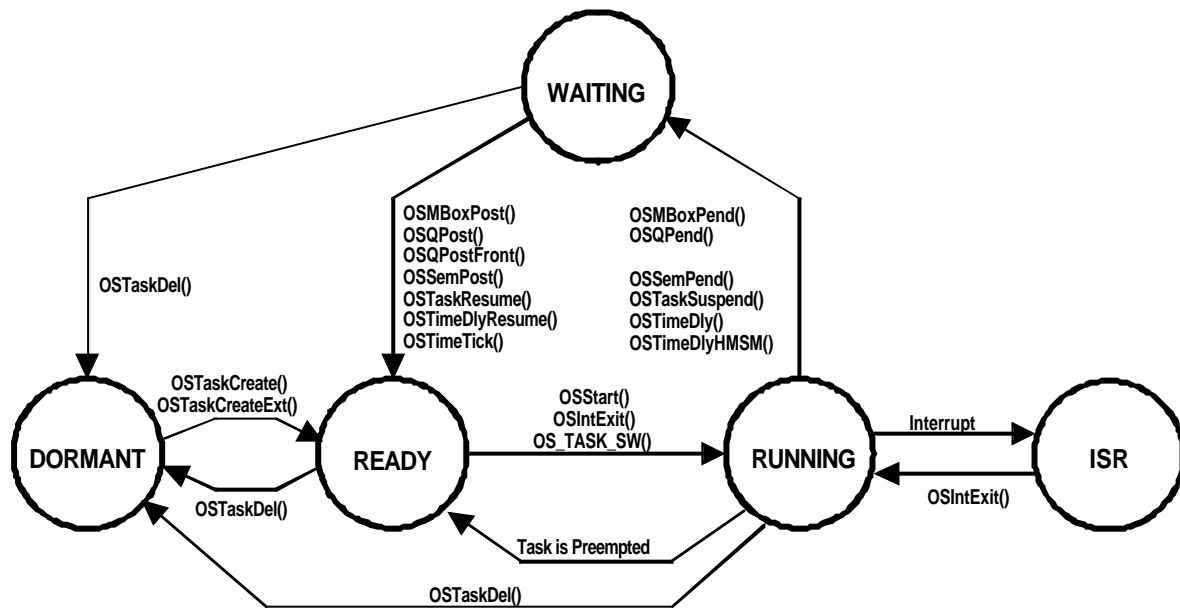 WAITING
OSMBoxPost()
OSQPost()
OSQPostFront()
OSSemPost()
OSTaskResume()
OSTimeDlyResume()
OSTimeTick()
OSMBoxPend()
OSQPend()
OSSemPend()
OSTaskSuspend()
OSTimeDly()
OSTimeDlyHMSM()
OSTaskDel()
OSTaskCreate()
OSTaskCreateExt()
OSStart()
OSIntExit()
OS_TASK_SW()
Interrupt
DORMANT
READY
RUNNING
ISR
OSTaskDel()
OSIntExit()
Task is Preempted
OSTaskDel()